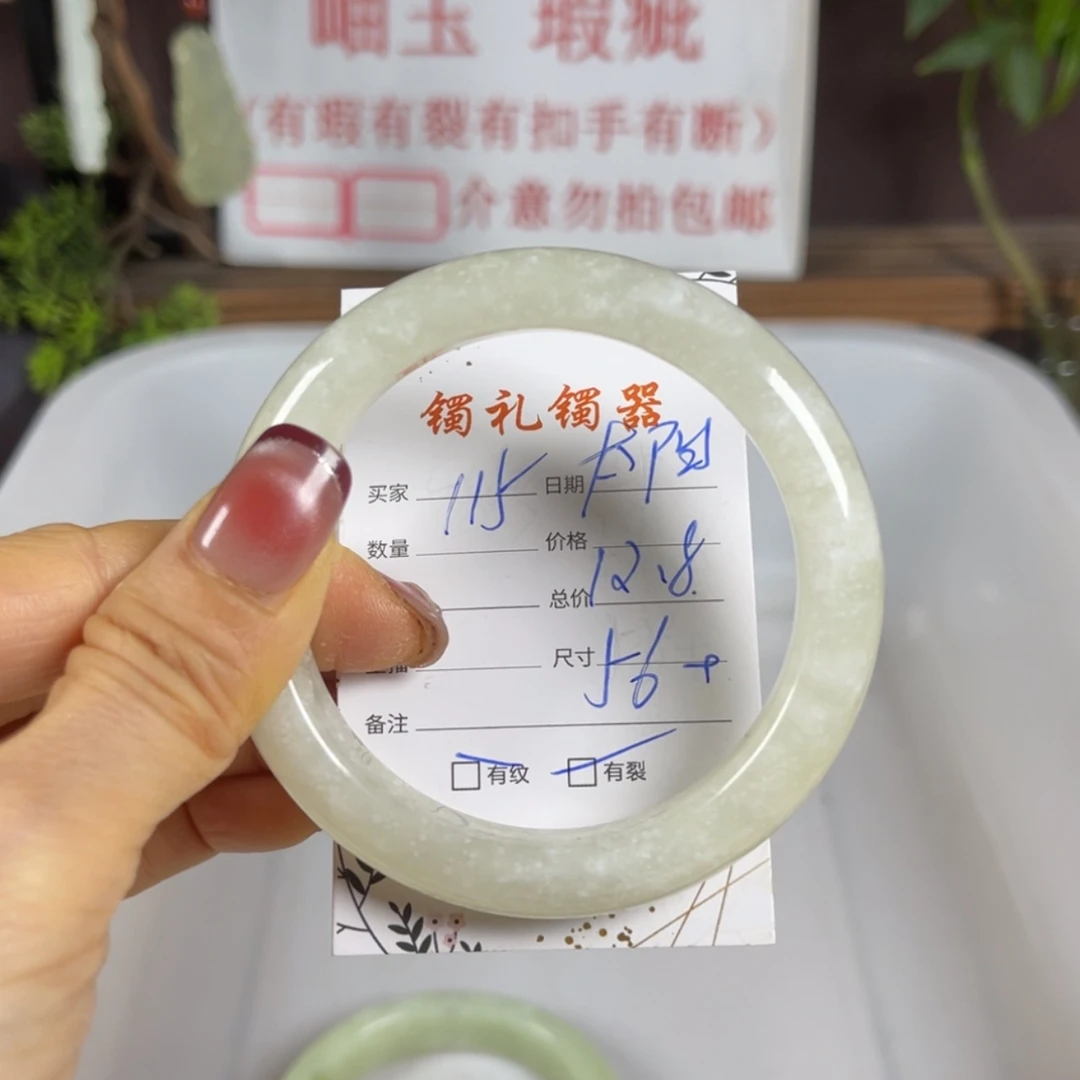 岫玉 瑕疵
(有瑕有裂有扣手有断》
介意勿拍包邮
镯礼镯器
买家 115 日期 太阳
数量 价格
总价 12.8
尺寸 56+
备注
有纹 有裂